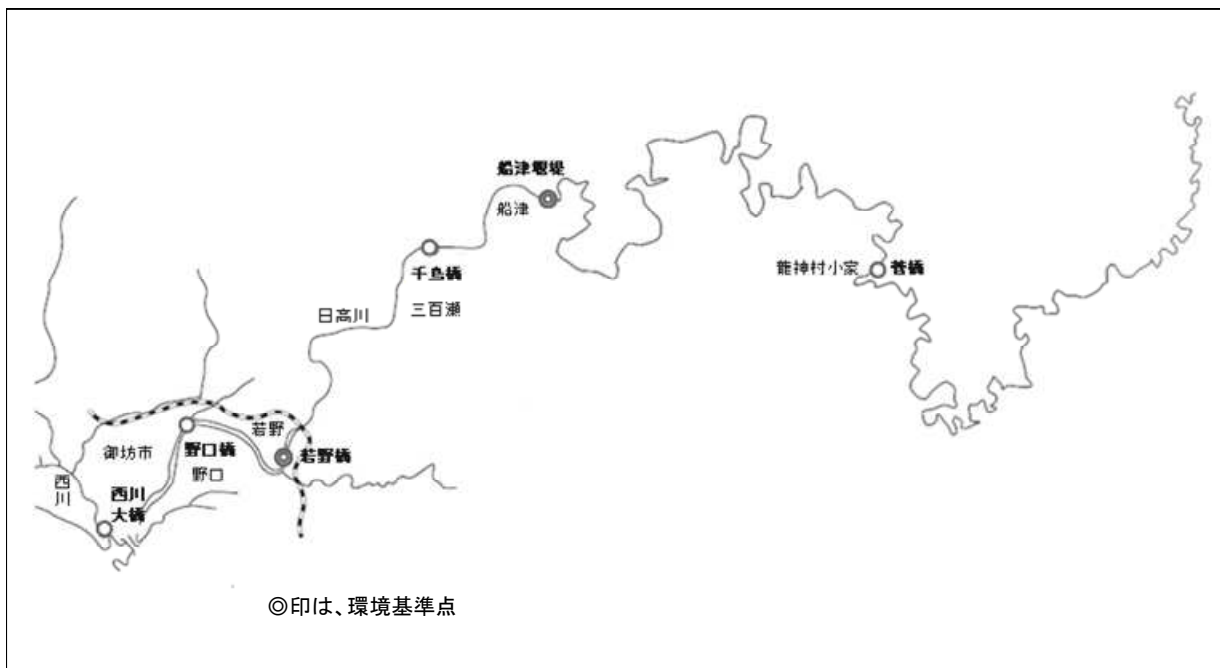 船津堰堤
船津
千鳥橋
三百瀬
日高川
龍神村小家
菅橋
若野
若野橋
野口橋
野口
御坊市
西川
西川
大橋
◎印は、環境基準点